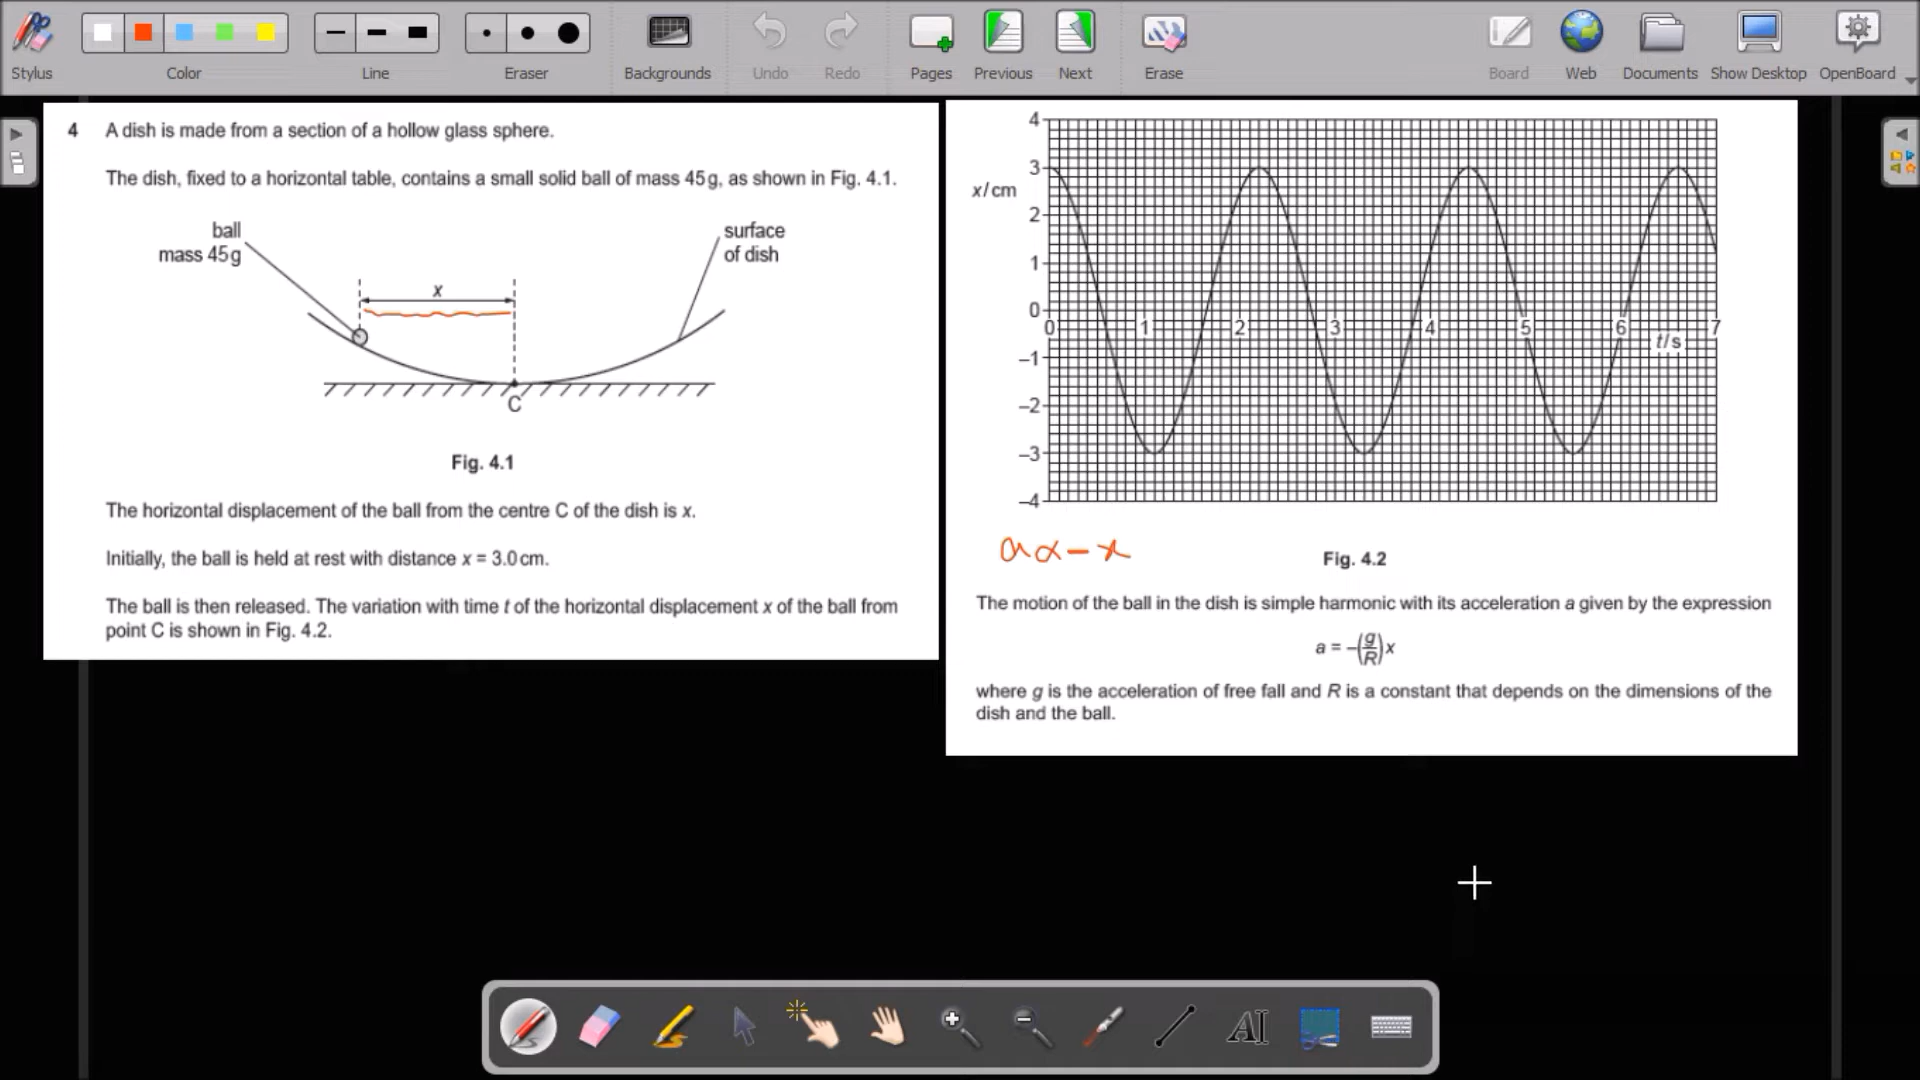 Stylus Color Line Eraser Backgrounds Undo Redo Pages Previous Next Erase Board Web Documents Show Desktop OpenBoard
4 A dish is made from a section of a hollow glass sphere.
The dish, fixed to a horizontal table, contains a small solid ball of mass 45 g, as shown in Fig. 4.1.
ball
mass 45 g
surface
of dish
x
C
Fig. 4.1
The horizontal displacement of the ball from the centre C of the dish is x.
Initially, the ball is held at rest with distance x = 3.0 cm.
The ball is then released. The variation with time t of the horizontal displacement x of the ball from
point C is shown in Fig. 4.2.
4
3
x / cm
2
1
0
0 1 2 3 4 5 6 7
t / s
–1
–2
–3
–4
a ∝ – x
Fig. 4.2
The motion of the ball in the dish is simple harmonic with its acceleration a given by the expression
a = –(g/R)x
where g is the acceleration of free fall and R is a constant that depends on the dimensions of the
dish and the ball.
AI